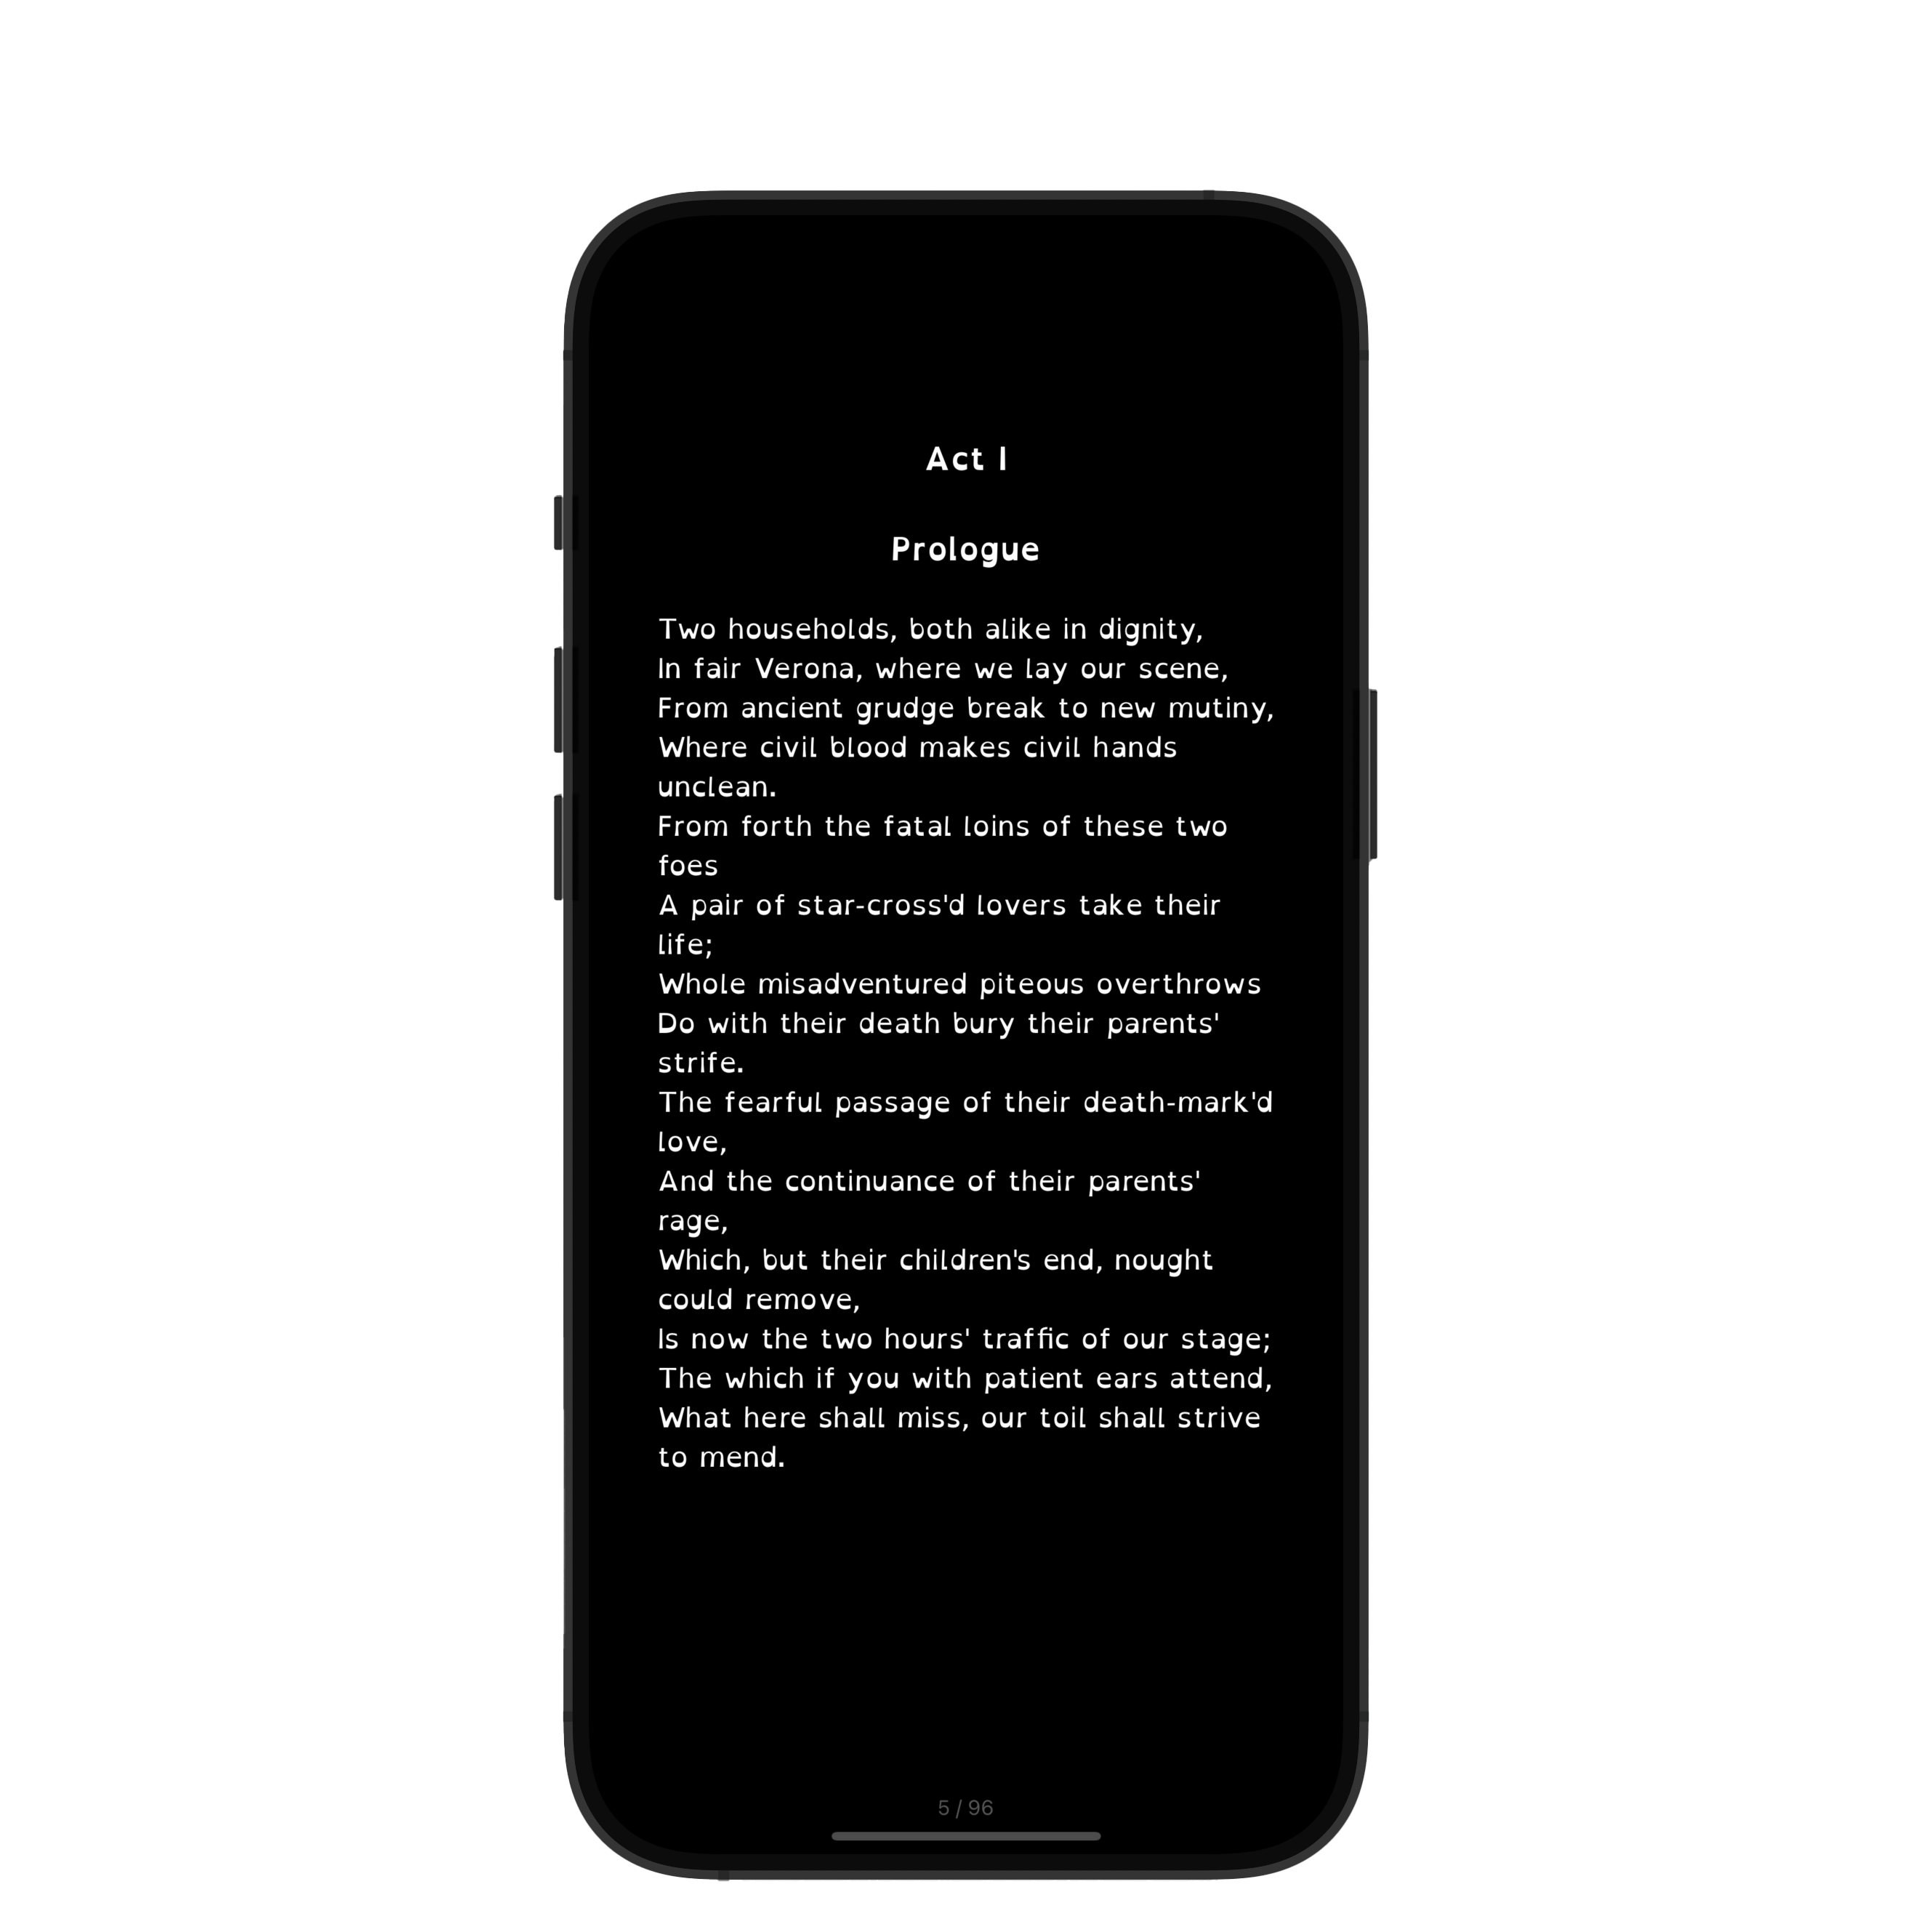 Act I
Prologue
Two households, both alike in dignity,
In fair Verona, where we lay our scene,
From ancient grudge break to new mutiny,
Where civil blood makes civil hands
unclean.
From forth the fatal loins of these two
foes
A pair of star-cross'd lovers take their
life;
Whole misadventured piteous overthrows
Do with their death bury their parents'
strife.
The fearful passage of their death-mark'd
love,
And the continuance of their parents'
rage,
Which, but their children's end, nought
could remove,
Is now the two hours' traffic of our stage;
The which if you with patient ears attend,
What here shall miss, our toil shall strive
to mend.
5 / 96